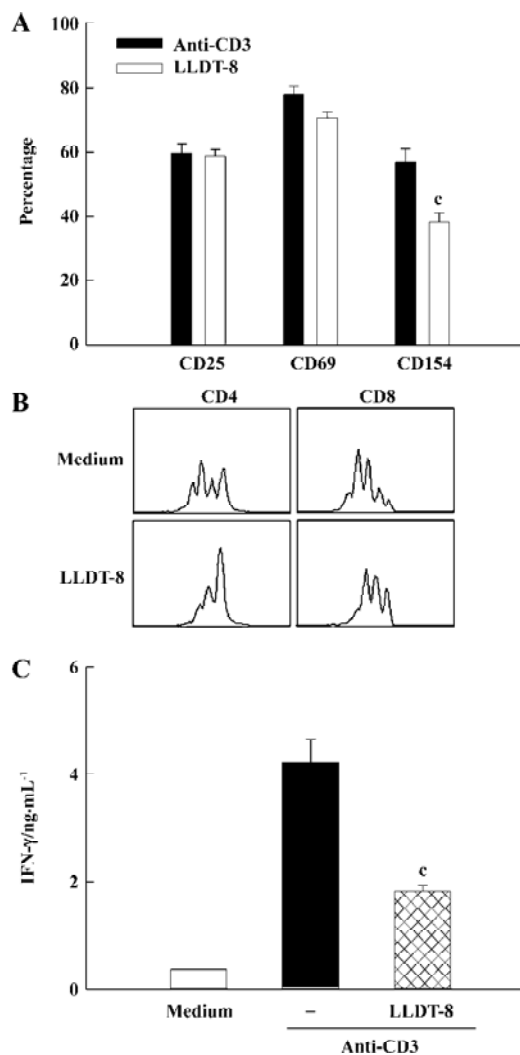 A
100
80
60
40
20
0
Percentage
Anti-CD3
LLDT-8
c
CD25 CD69 CD154
B
CD4 CD8
Medium
LLDT-8
C
6
4
2
0
IFN-γ/ng·mL⁻¹
c
Medium – LLDT-8
Anti-CD3